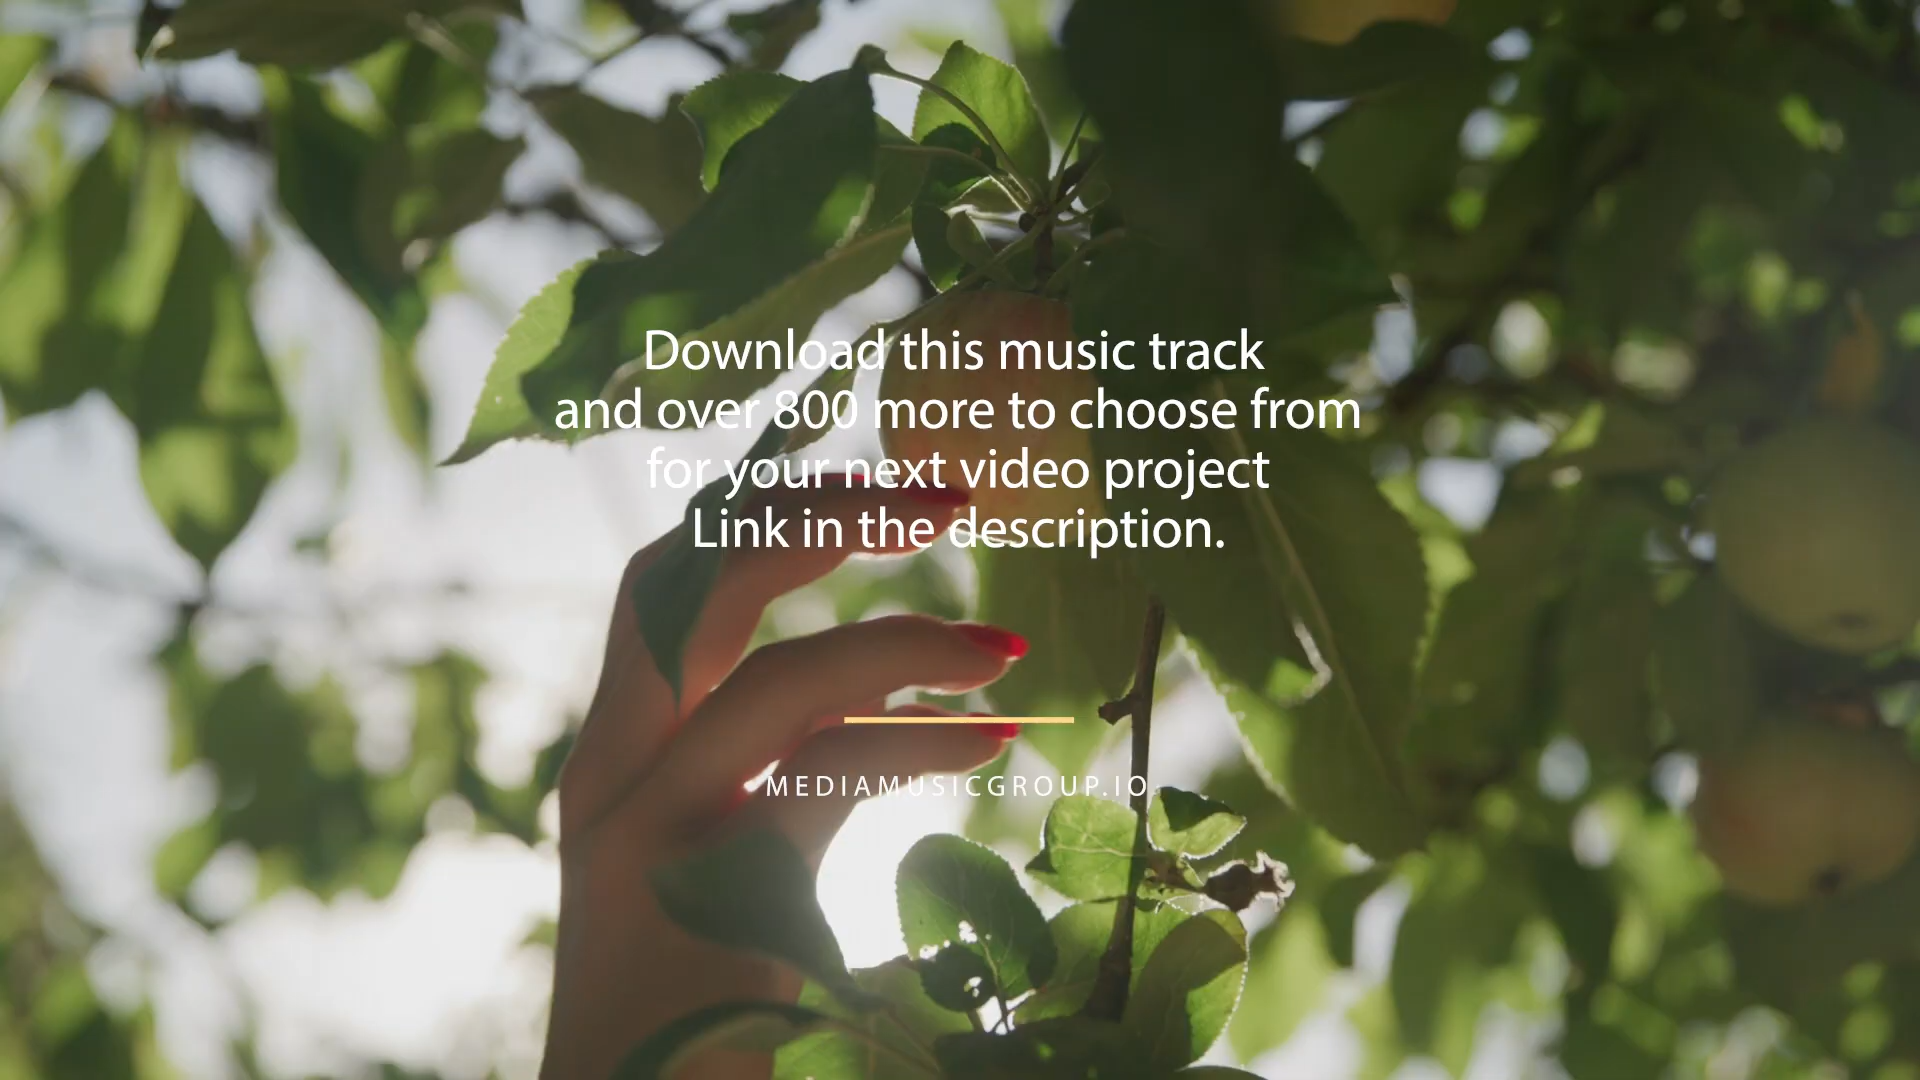 Download this music track
and over 800 more to choose from
for your next video project
Link in the description.
MEDIAMUSICGROUP.IO